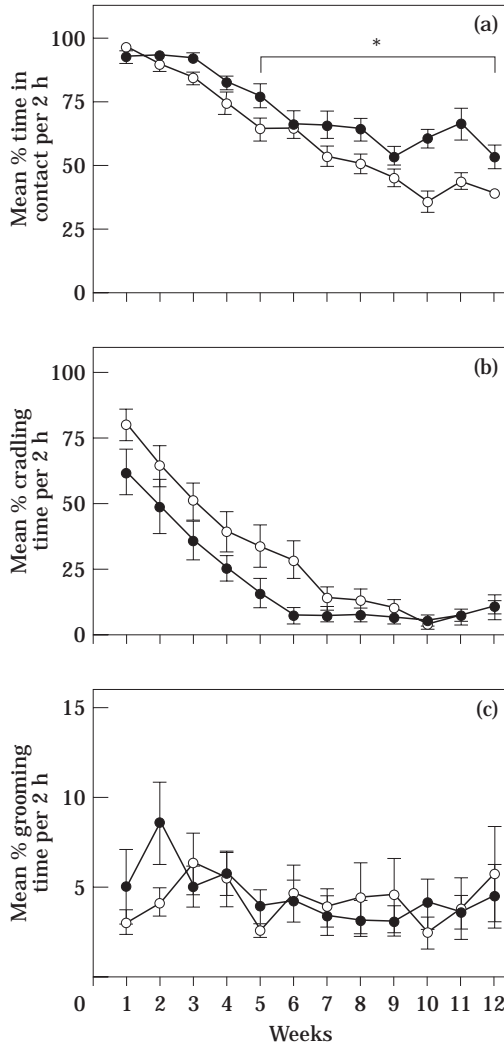 (a)
*
100
75
50
25
0
Mean % time in
contact per 2 h
(b)
100
75
50
25
0
Mean % cradling
time per 2 h
(c)
15
10
5
0
Mean % grooming
time per 2 h
1 2 3 4 5 6 7 8 9 10 11 12
Weeks